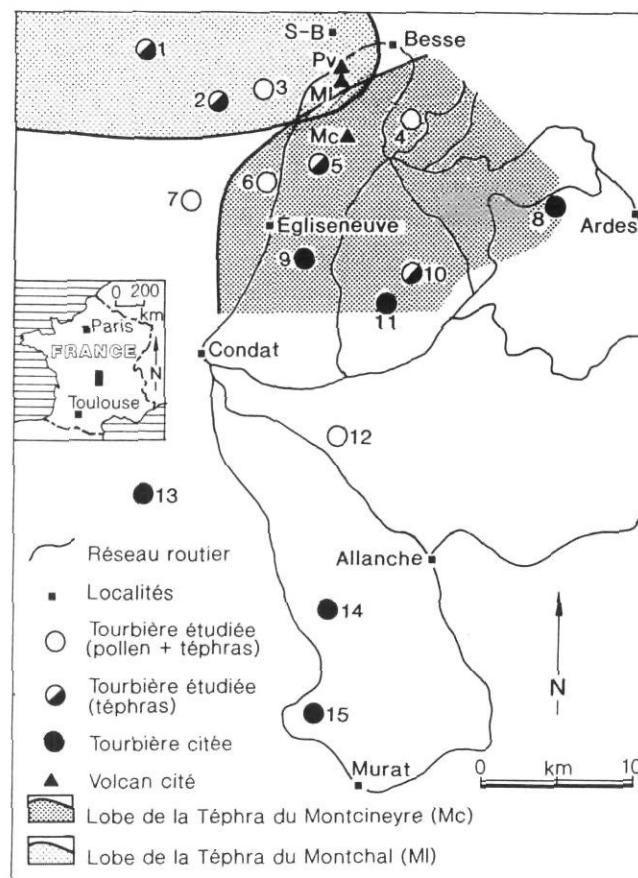 S-B
Besse
1
Pv
3
2
Ml
Mc
4
5
6
7
Égliseneuve
8
Ardes
9
10
11
0 200
km
Paris
FRANCE
N
Toulouse
Condat
12
13
Réseau routier
Allanche
Localités
Tourbière étudiée
(pollen + téphras)
14
N
Tourbière étudiée
(téphras)
15
Tourbière citée
Murat
0
km
10
Volcan cité
Lobe de la Téphra du Montcineyre (Mc)
Lobe de la Téphra du Montchal (Ml)